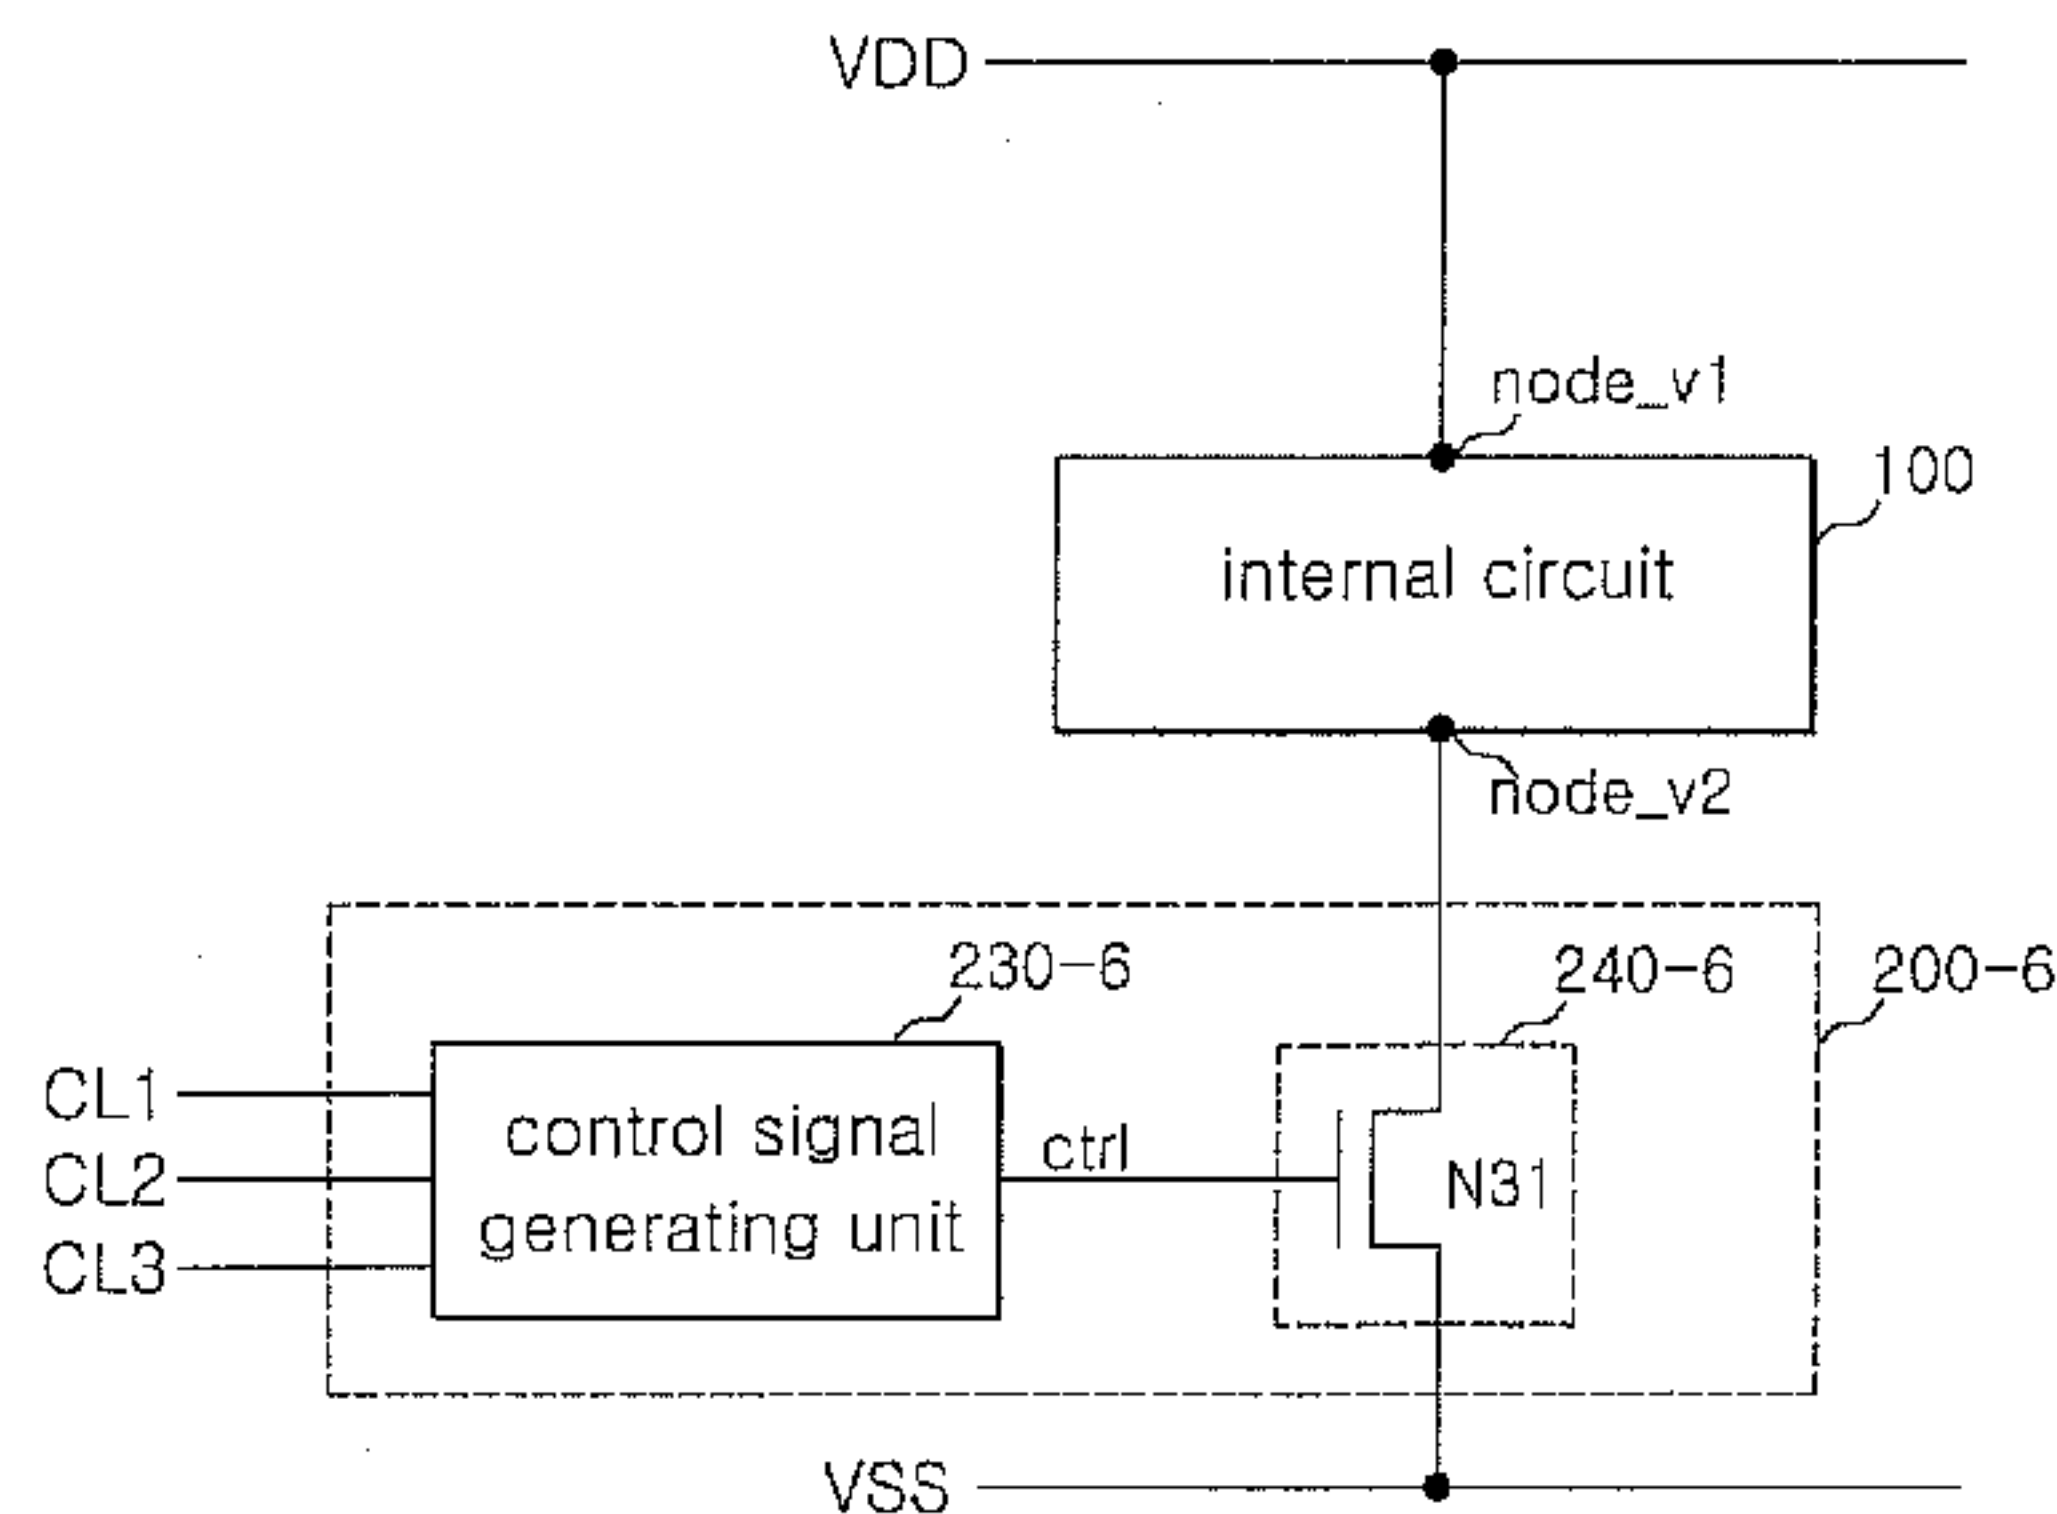 VDD
node_v1
100
internal circuit
node_v2
230-6
240-6
200-6
CL1
CL2
CL3
control signal
generating unit
ctrl
N31
VSS